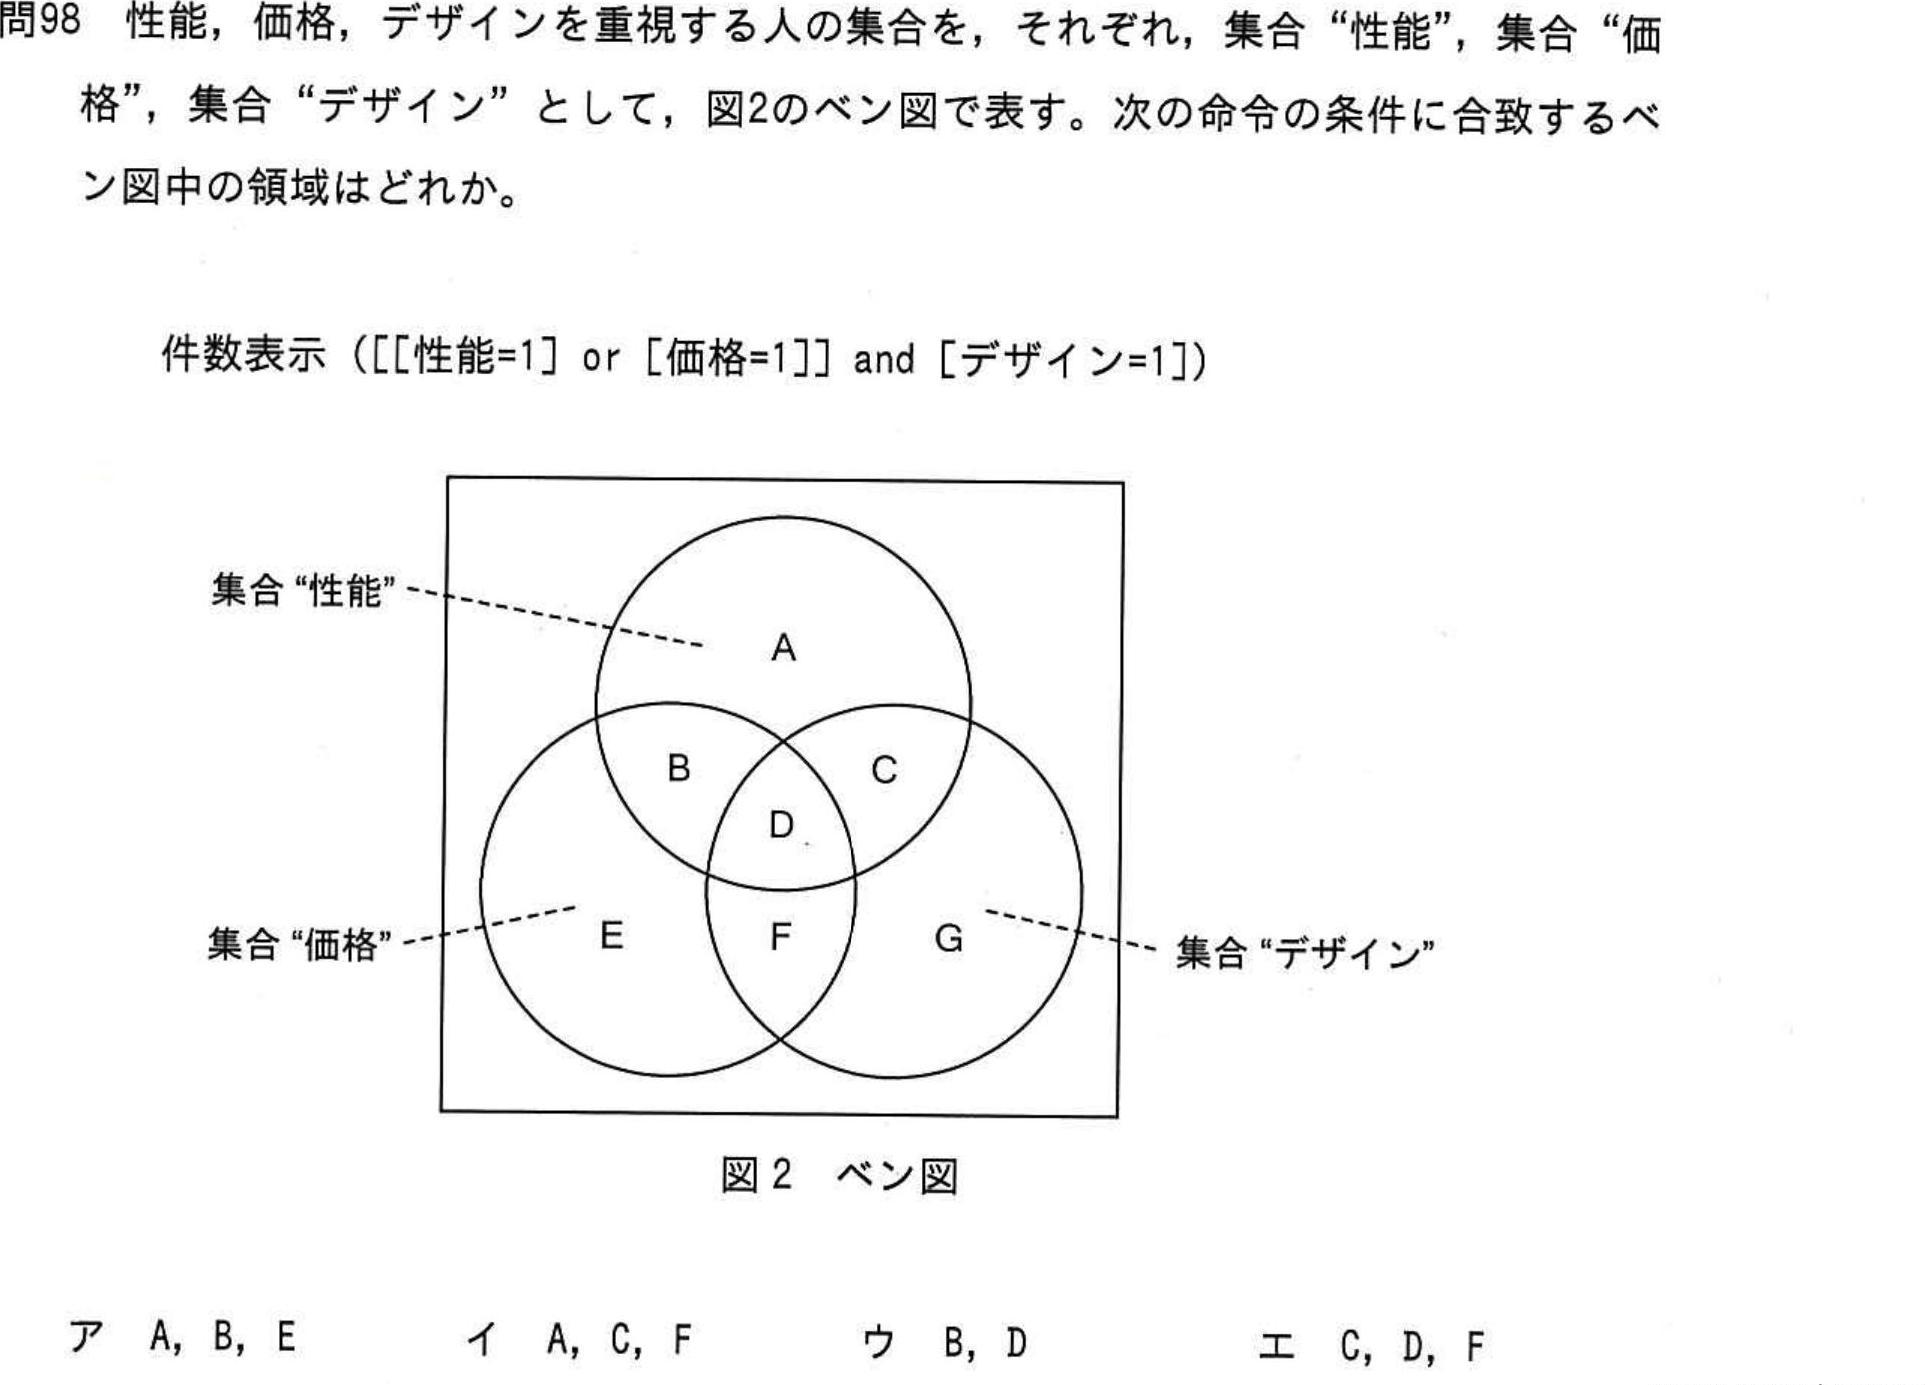 問98 性能，価格，デザインを重視する人の集合を，それぞれ，集合“性能”，集合“価
格”，集合“デザイン”として，図2のベン図で表す。次の命令の条件に合致するベ
ン図中の領域はどれか。
件数表示（[[性能=1] or [価格=1]] and [デザイン=1]）
集合“性能”
A
B
C
D
集合“価格”
E
F
G
集合“デザイン”
図2 ベン図
ア A, B, E イ A, C, F ウ B, D エ C, D, F